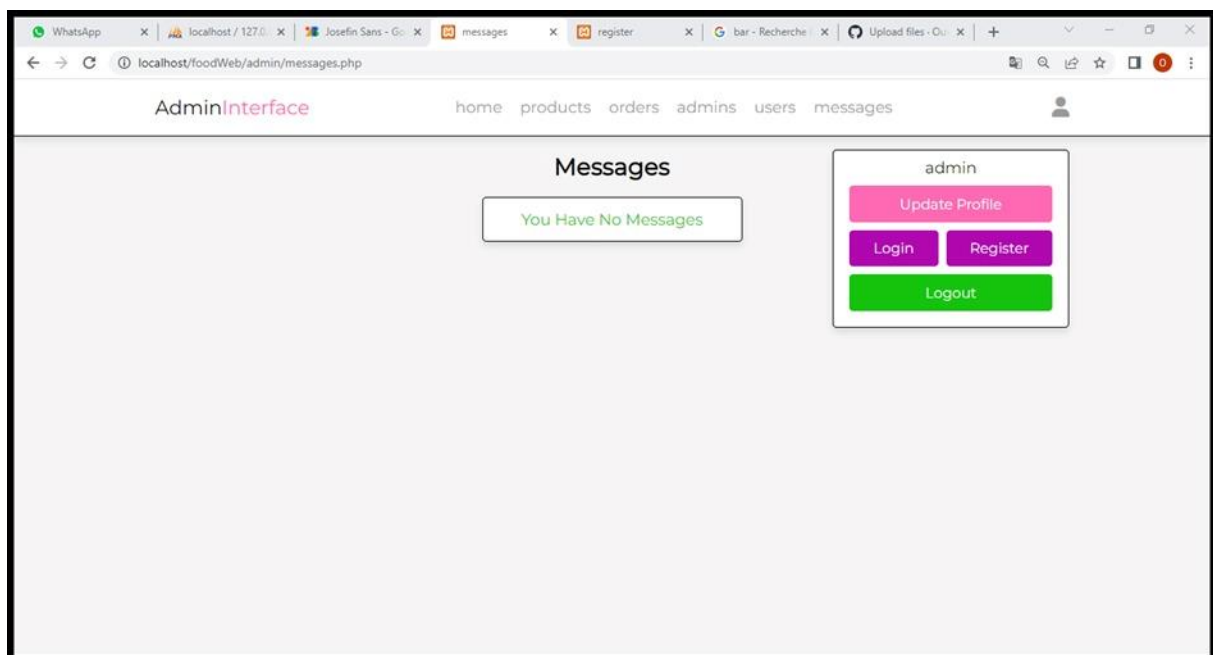 WhatsApp
localhost / 127.0.
Josefin Sans - Go
messages
register
bar - Recherche
Upload files · Ou
localhost/foodWeb/admin/messages.php
O
AdminInterface
home products orders admins users messages
Messages
You Have No Messages
admin
Update Profile
Login Register
Logout